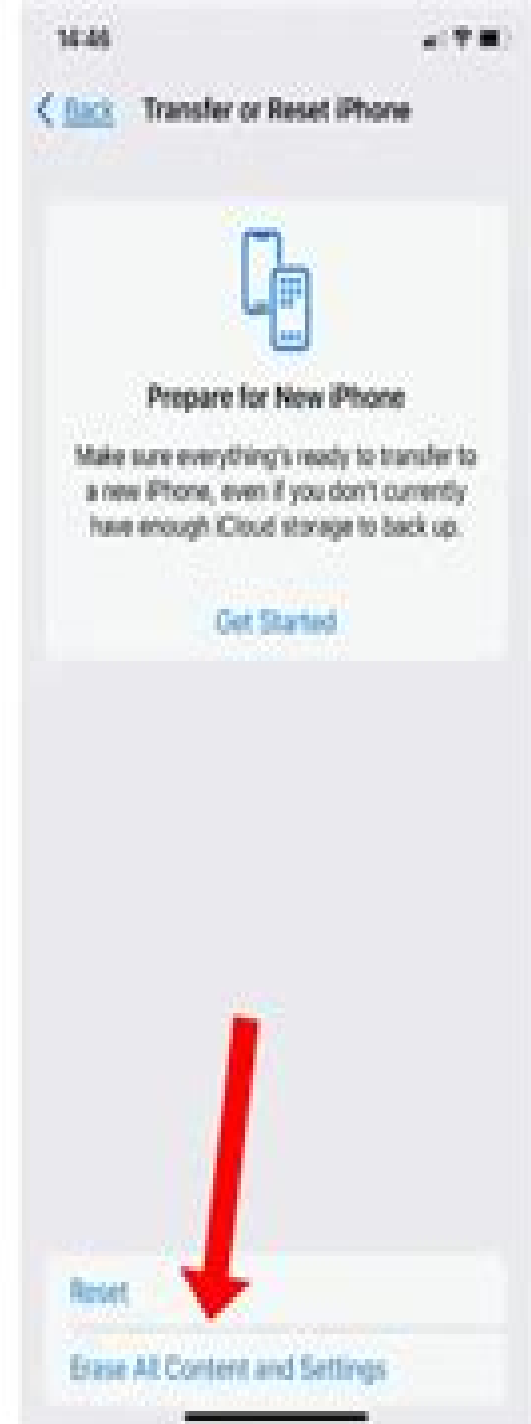 14:46
Back Transfer or Reset iPhone
Prepare for New iPhone
Make sure everything's ready to transfer to
a new iPhone, even if you don't currently
have enough iCloud storage to back up.
Get Started
Reset
Erase All Content and Settings